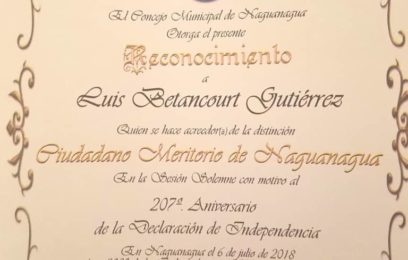 El Concejo Municipal de Naguanagua
Otorga el presente
Reconocimiento
a
Luis Betancourt Gutiérrez
Quien se hace acreedor(a) de la distinción
Ciudadano Meritorio de Naguanagua
En la Sesión Solemne con motivo al
207º. Aniversario
de la Declaración de Independencia
En Naguanagua el 6 de julio de 2018